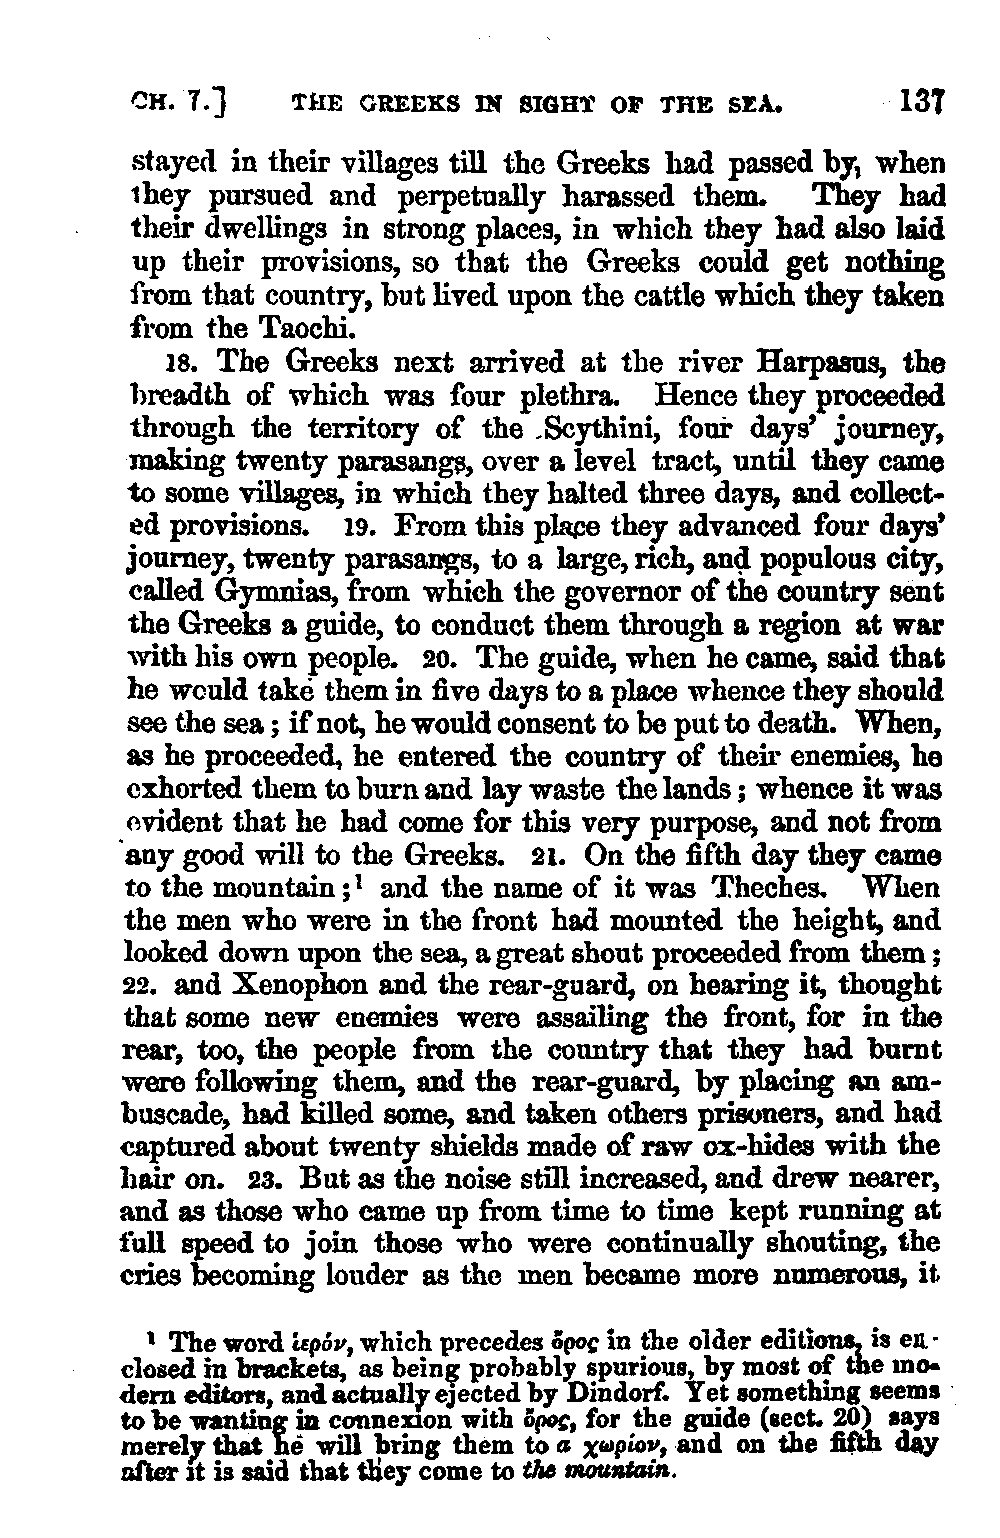 CH. 7.] THE GREEKS IN SIGHT OF THE SEA. 137
stayed in their villages till the Greeks had passed by, when
they pursued and perpetually harassed them. They had
their dwellings in strong places, in which they had also laid
up their provisions, so that the Greeks could get nothing
from that country, but lived upon the cattle which they taken
from the Taochi.
18. The Greeks next arrived at the river Harpasus, the
breadth of which was four plethra. Hence they proceeded
through the territory of the Scythini, four days' journey,
making twenty parasangs, over a level tract, until they came
to some villages, in which they halted three days, and collect-
ed provisions. 19. From this place they advanced four days'
journey, twenty parasangs, to a large, rich, and populous city,
called Gymnias, from which the governor of the country sent
the Greeks a guide, to conduct them through a region at war
with his own people. 20. The guide, when he came, said that
he would take them in five days to a place whence they should
see the sea; if not, he would consent to be put to death. When,
as he proceeded, he entered the country of their enemies, he
exhorted them to burn and lay waste the lands; whence it was
evident that he had come for this very purpose, and not from
any good will to the Greeks. 21. On the fifth day they came
to the mountain;¹ and the name of it was Theches. When
the men who were in the front had mounted the height, and
looked down upon the sea, a great shout proceeded from them;
22. and Xenophon and the rear-guard, on hearing it, thought
that some new enemies were assailing the front, for in the
rear, too, the people from the country that they had burnt
were following them, and the rear-guard, by placing an am-
buscade, had killed some, and taken others prisoners, and had
captured about twenty shields made of raw ox-hides with the
hair on. 23. But as the noise still increased, and drew nearer,
and as those who came up from time to time kept running at
full speed to join those who were continually shouting, the
cries becoming louder as the men became more numerous, it
¹ The word ἱερόν, which precedes ὄρος in the older editions, is en-
closed in brackets, as being probably spurious, by most of the mo-
dern editors, and actually ejected by Dindorf. Yet something seems
to be wanting in connexion with ὄρος, for the guide (sect. 20) says
merely that he will bring them to a χωρίον, and on the fifth day
after it is said that they come to the mountain.